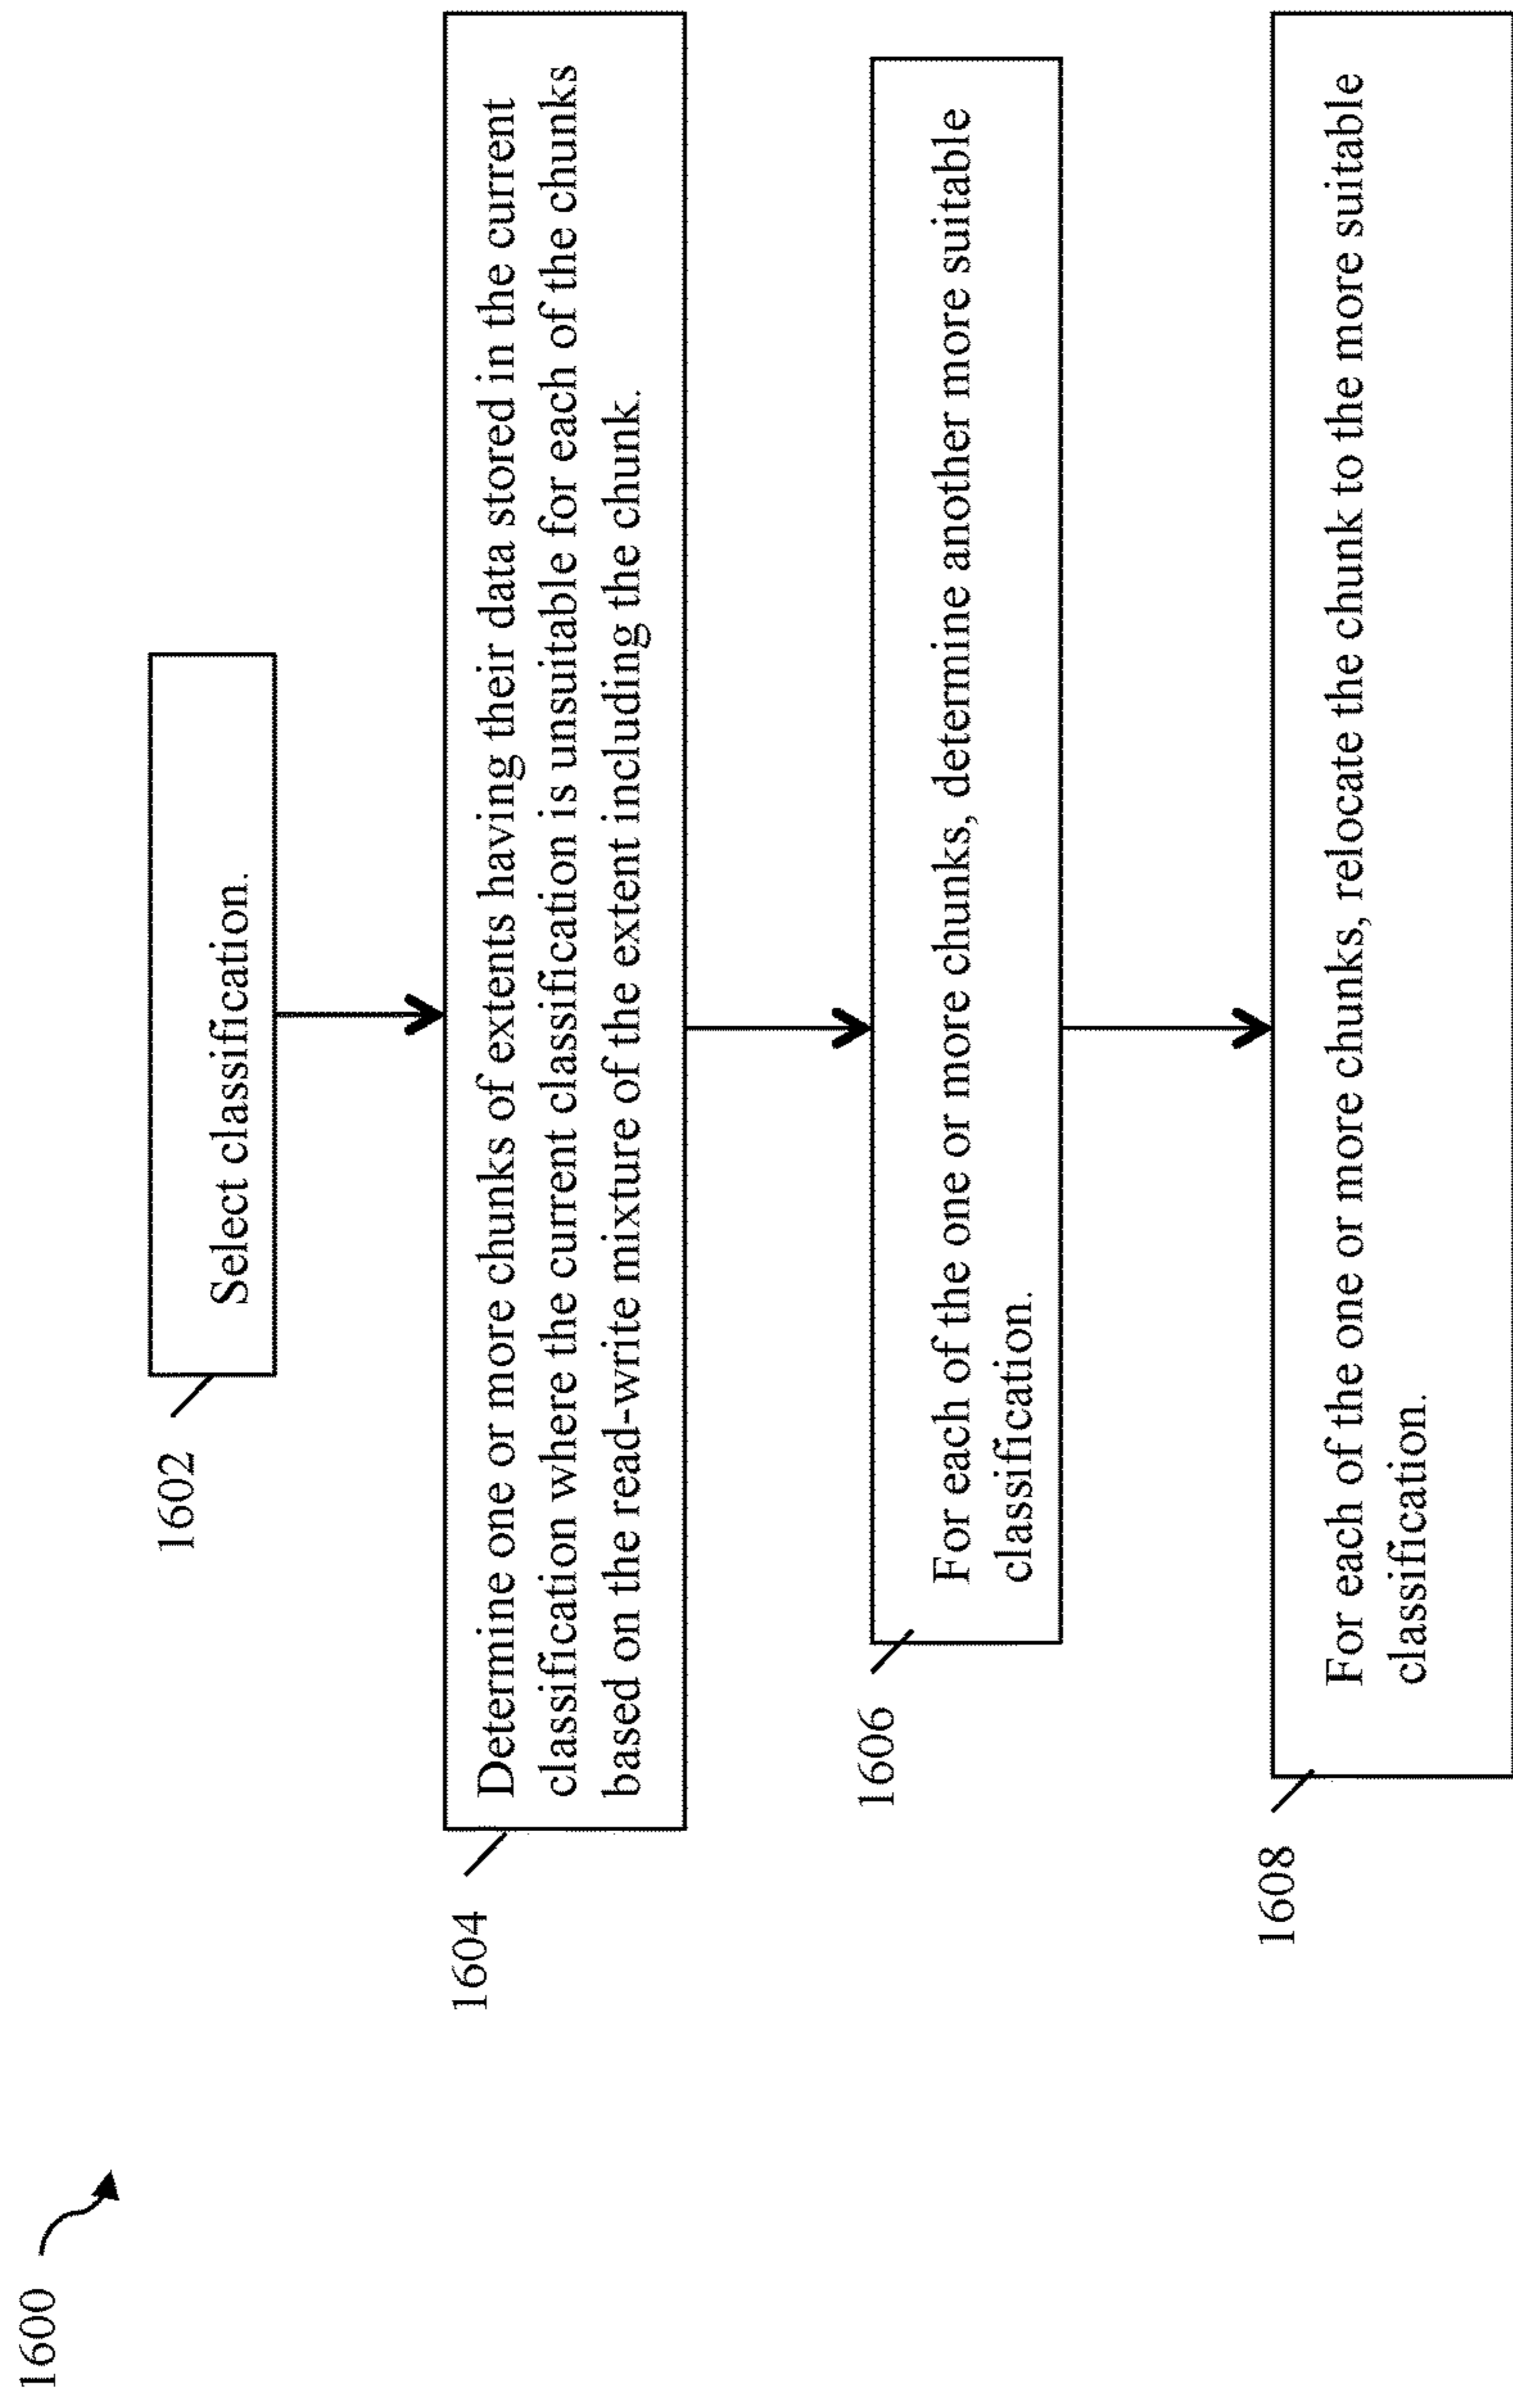 1600
1602
Select classification.
1604
Determine one or more chunks of extents having their data stored in the current
classification where the current classification is unsuitable for each of the chunks
based on the read-write mixture of the extent including the chunk.
1606
For each of the one or more chunks, determine another more suitable
classification.
1608
For each of the one or more chunks, relocate the chunk to the more suitable
classification.